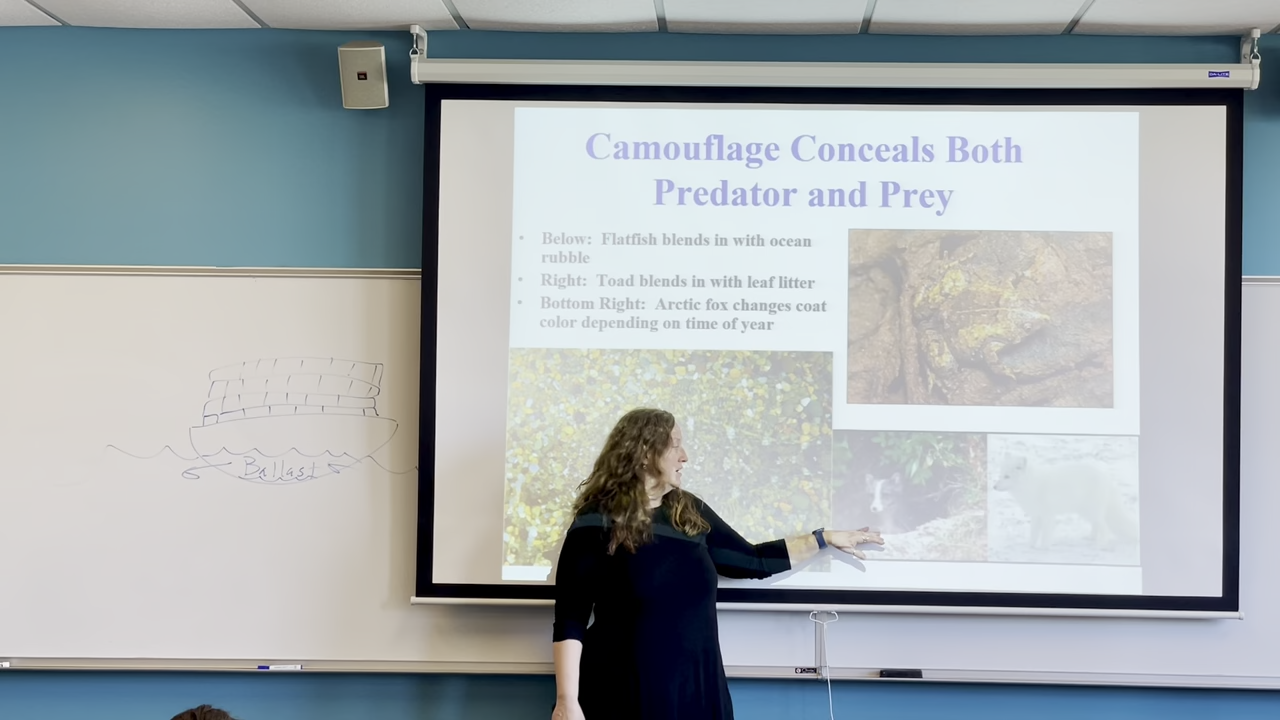 Camouflage Conceals Both
Predator and Prey
• Below: Flatfish blends in with ocean
rubble
• Right: Toad blends in with leaf litter
• Bottom Right: Arctic fox changes coat
color depending on time of year
Ballast